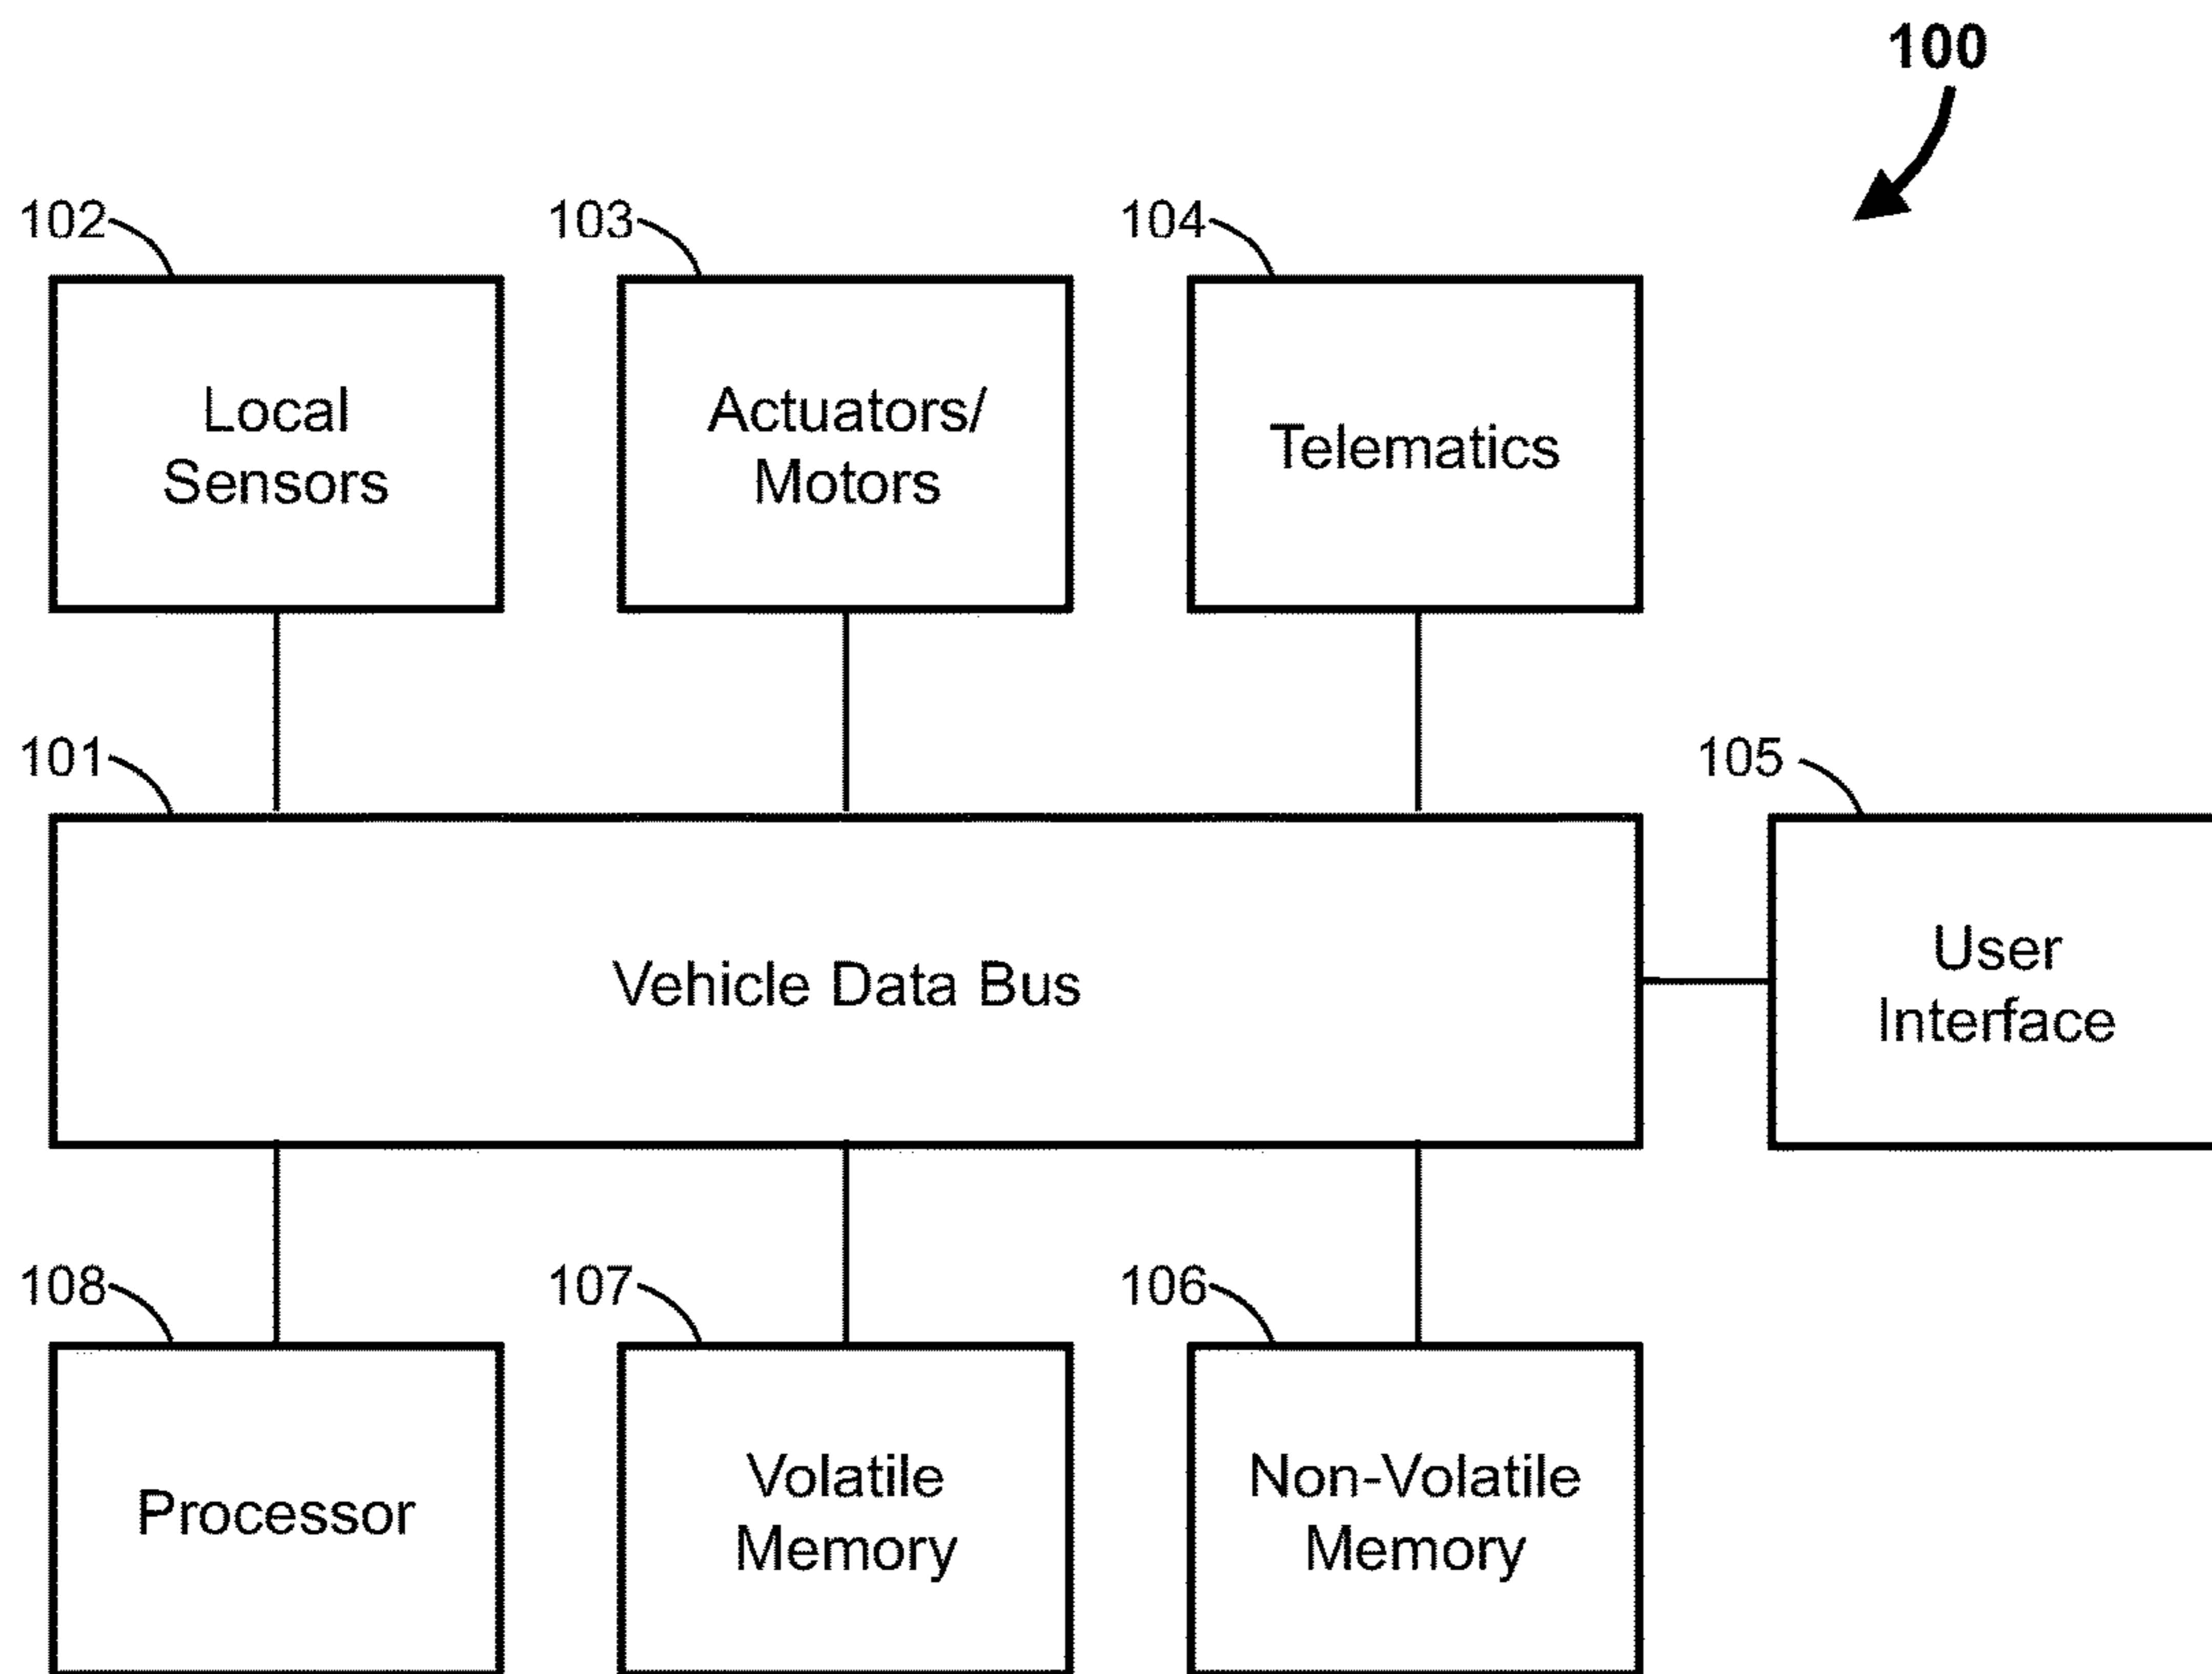 100
102
103
104
Local
Sensors
Actuators/
Motors
Telematics
101
105
Vehicle Data Bus
User
Interface
108
107
106
Processor
Volatile
Memory
Non-Volatile
Memory